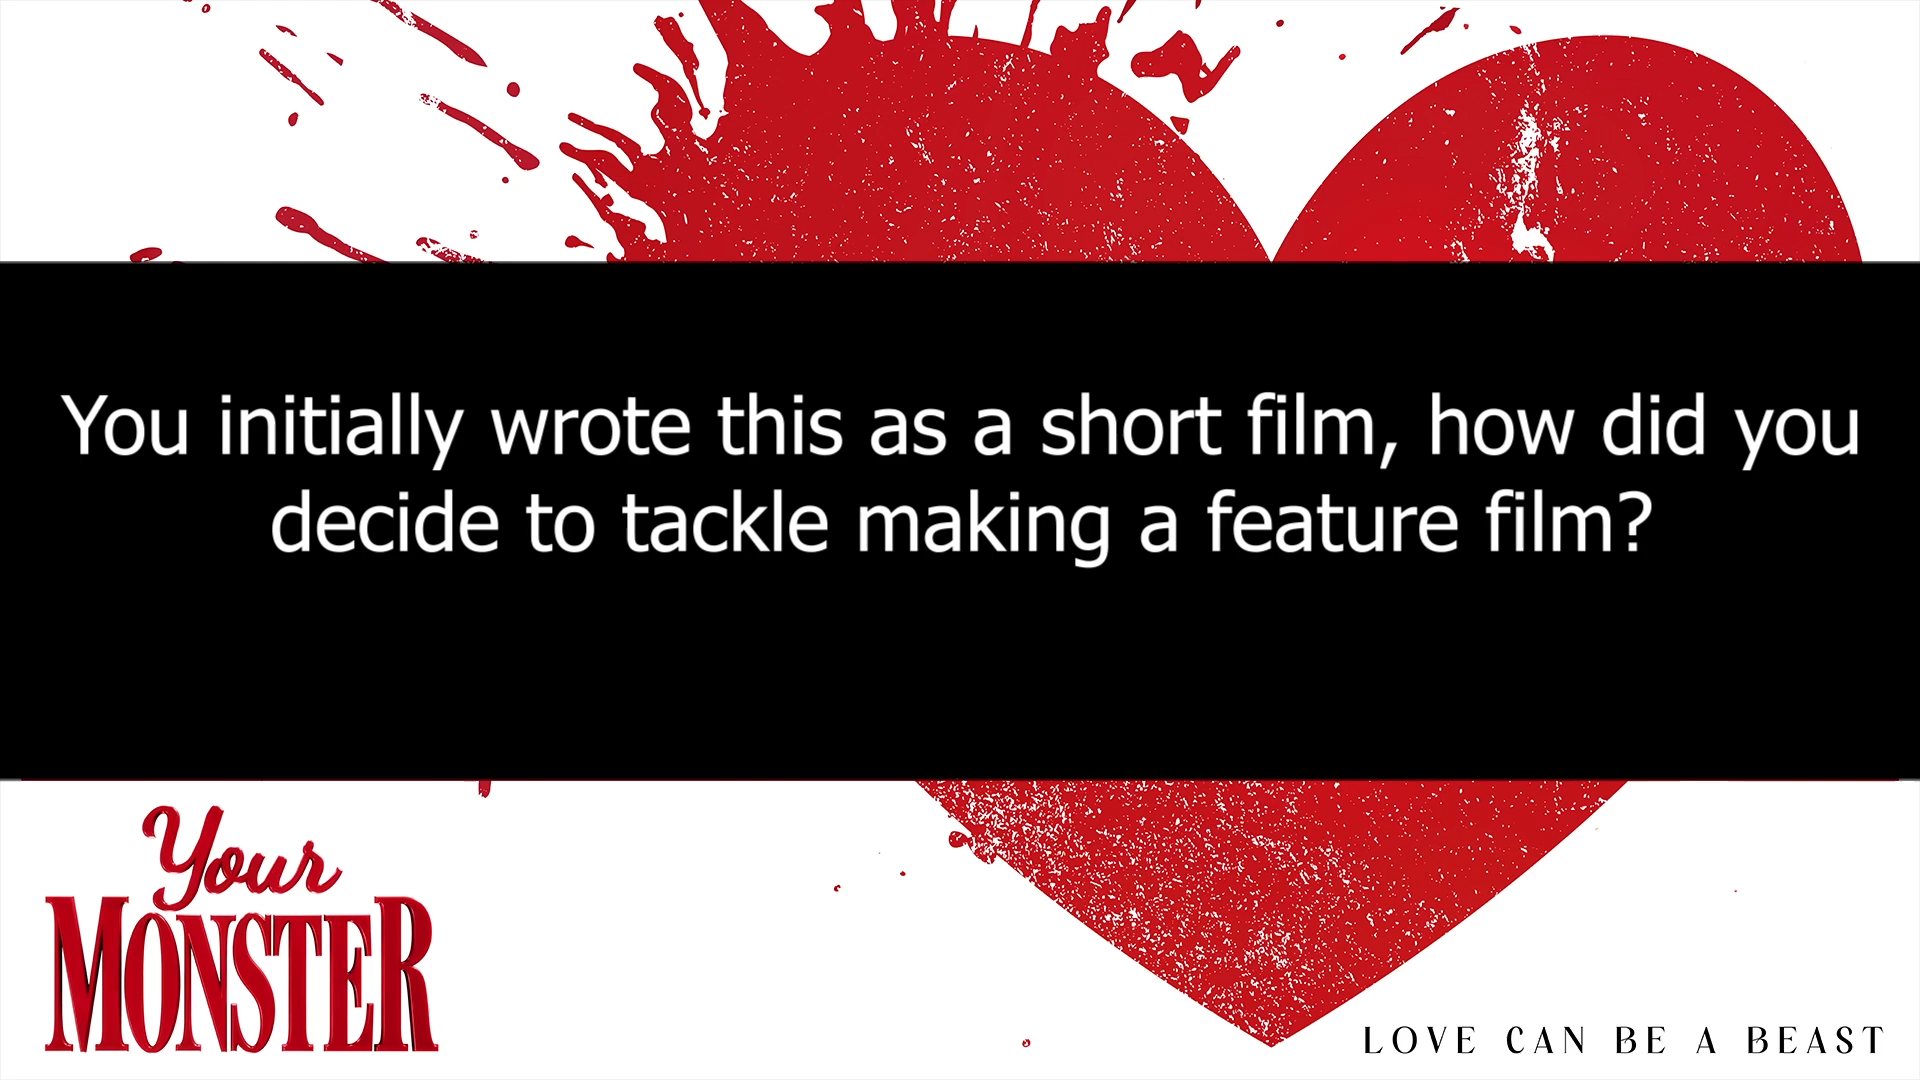 You initially wrote this as a short film, how did you
decide to tackle making a feature film?
Your
MONSTER
LOVE CAN BE A BEAST